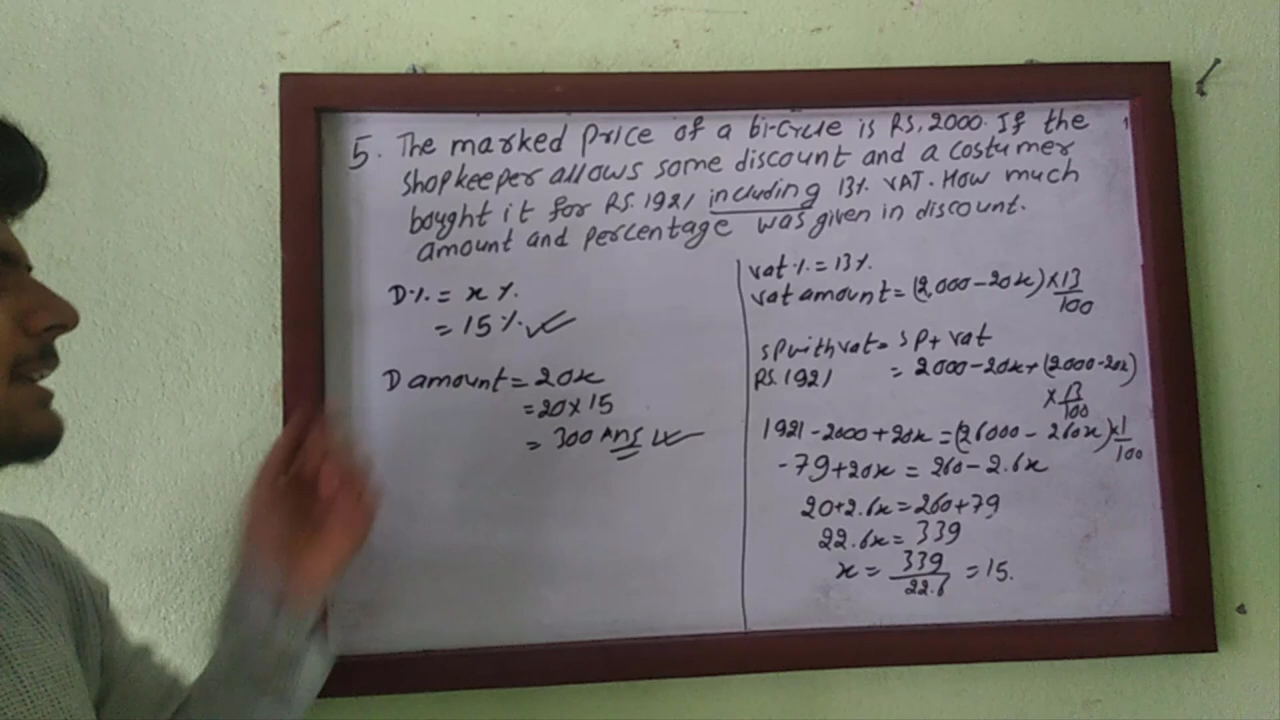 5. The marked price of a bi-cycle is RS, 2000. If the
shopkeeper allows some discount and a costumer
bought it for RS. 1921 including 13% VAT. How much
amount and percentage was given in discount.
D% = x %
= 15 %
D amount = 20x
= 20 × 15
= 300 Ans
vat % = 13%
vat amount = (2,000 - 20x) × 13/100
sp with vat = SP + vat
RS. 1921 = 2000 - 20x + (2000 - 20x)
× 13/100
1921 - 2000 + 20x = (26000 - 260x) × 1/100
- 79 + 20x = 260 - 2.6x
20 + 2.6x = 260 + 79
22.6x = 339
x = 339/22.6 = 15.